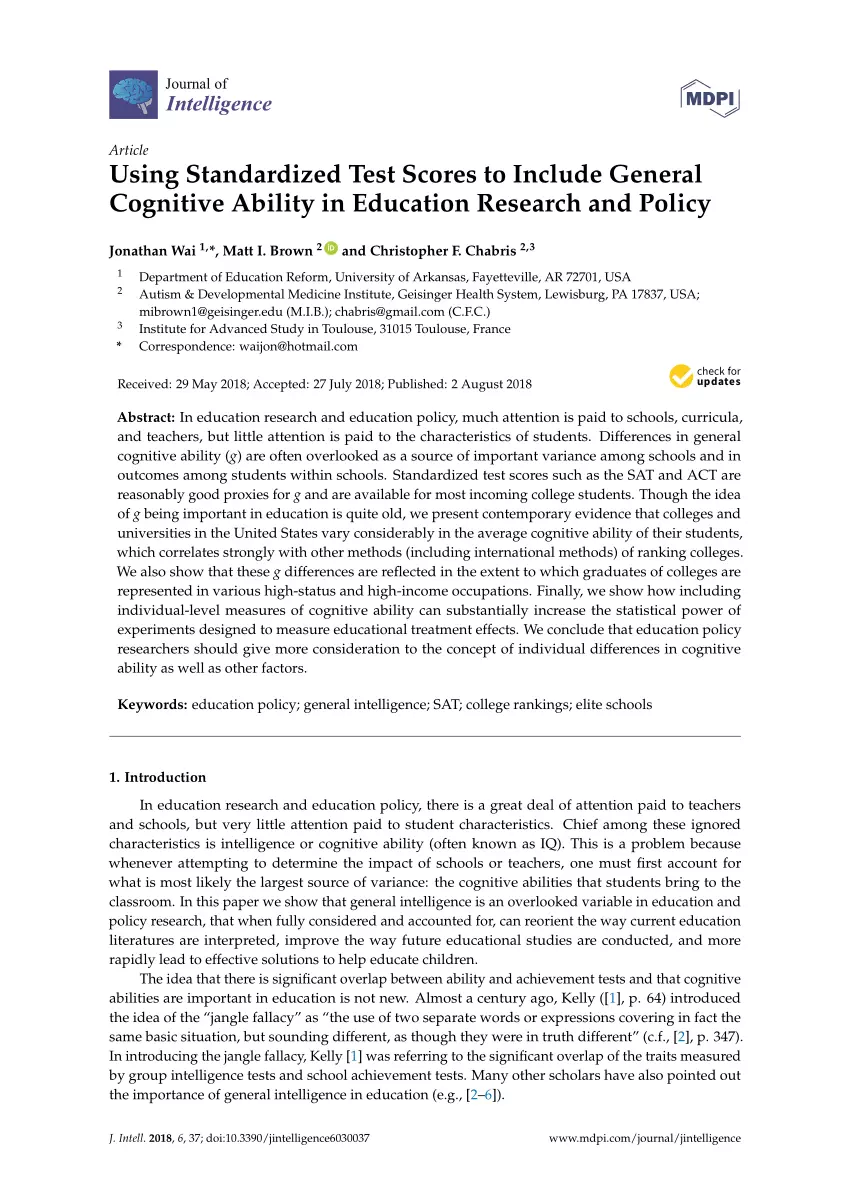 Journal of
Intelligence
MDPI
Article
Using Standardized Test Scores to Include General
Cognitive Ability in Education Research and Policy
Jonathan Wai 1,*, Matt I. Brown 2 iD and Christopher F. Chabris 2,3
1 Department of Education Reform, University of Arkansas, Fayetteville, AR 72701, USA
2 Autism & Developmental Medicine Institute, Geisinger Health System, Lewisburg, PA 17837, USA;
mibrown1@geisinger.edu (M.I.B.); chabris@gmail.com (C.F.C.)
3 Institute for Advanced Study in Toulouse, 31015 Toulouse, France
* Correspondence: waijon@hotmail.com
Received: 29 May 2018; Accepted: 27 July 2018; Published: 2 August 2018
check for
updates
Abstract: In education research and education policy, much attention is paid to schools, curricula,
and teachers, but little attention is paid to the characteristics of students. Differences in general
cognitive ability (g) are often overlooked as a source of important variance among schools and in
outcomes among students within schools. Standardized test scores such as the SAT and ACT are
reasonably good proxies for g and are available for most incoming college students. Though the idea
of g being important in education is quite old, we present contemporary evidence that colleges and
universities in the United States vary considerably in the average cognitive ability of their students,
which correlates strongly with other methods (including international methods) of ranking colleges.
We also show that these g differences are reflected in the extent to which graduates of colleges are
represented in various high-status and high-income occupations. Finally, we show how including
individual-level measures of cognitive ability can substantially increase the statistical power of
experiments designed to measure educational treatment effects. We conclude that education policy
researchers should give more consideration to the concept of individual differences in cognitive
ability as well as other factors.
Keywords: education policy; general intelligence; SAT; college rankings; elite schools
1. Introduction
In education research and education policy, there is a great deal of attention paid to teachers
and schools, but very little attention paid to student characteristics. Chief among these ignored
characteristics is intelligence or cognitive ability (often known as IQ). This is a problem because
whenever attempting to determine the impact of schools or teachers, one must first account for
what is most likely the largest source of variance: the cognitive abilities that students bring to the
classroom. In this paper we show that general intelligence is an overlooked variable in education and
policy research, that when fully considered and accounted for, can reorient the way current education
literatures are interpreted, improve the way future educational studies are conducted, and more
rapidly lead to effective solutions to help educate children.
The idea that there is significant overlap between ability and achievement tests and that cognitive
abilities are important in education is not new. Almost a century ago, Kelly ([1], p. 64) introduced
the idea of the “jangle fallacy” as “the use of two separate words or expressions covering in fact the
same basic situation, but sounding different, as though they were in truth different” (c.f., [2], p. 347).
In introducing the jangle fallacy, Kelly [1] was referring to the significant overlap of the traits measured
by group intelligence tests and school achievement tests. Many other scholars have also pointed out
the importance of general intelligence in education (e.g., [2–6]).
J. Intell. 2018, 6, 37; doi:10.3390/jintelligence6030037
www.mdpi.com/journal/jintelligence